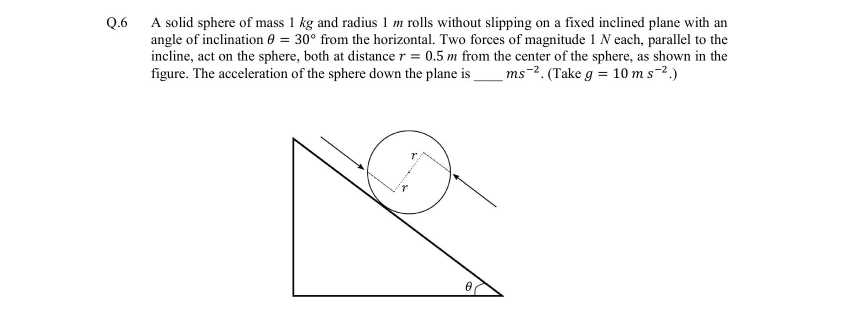 Q.6 A solid sphere of mass 1 kg and radius 1 m rolls without slipping on a fixed inclined plane with an
angle of inclination θ = 30° from the horizontal. Two forces of magnitude 1 N each, parallel to the
incline, act on the sphere, both at distance r = 0.5 m from the center of the sphere, as shown in the
figure. The acceleration of the sphere down the plane is ____ ms⁻². (Take g = 10 m s⁻².)
r
r
θ